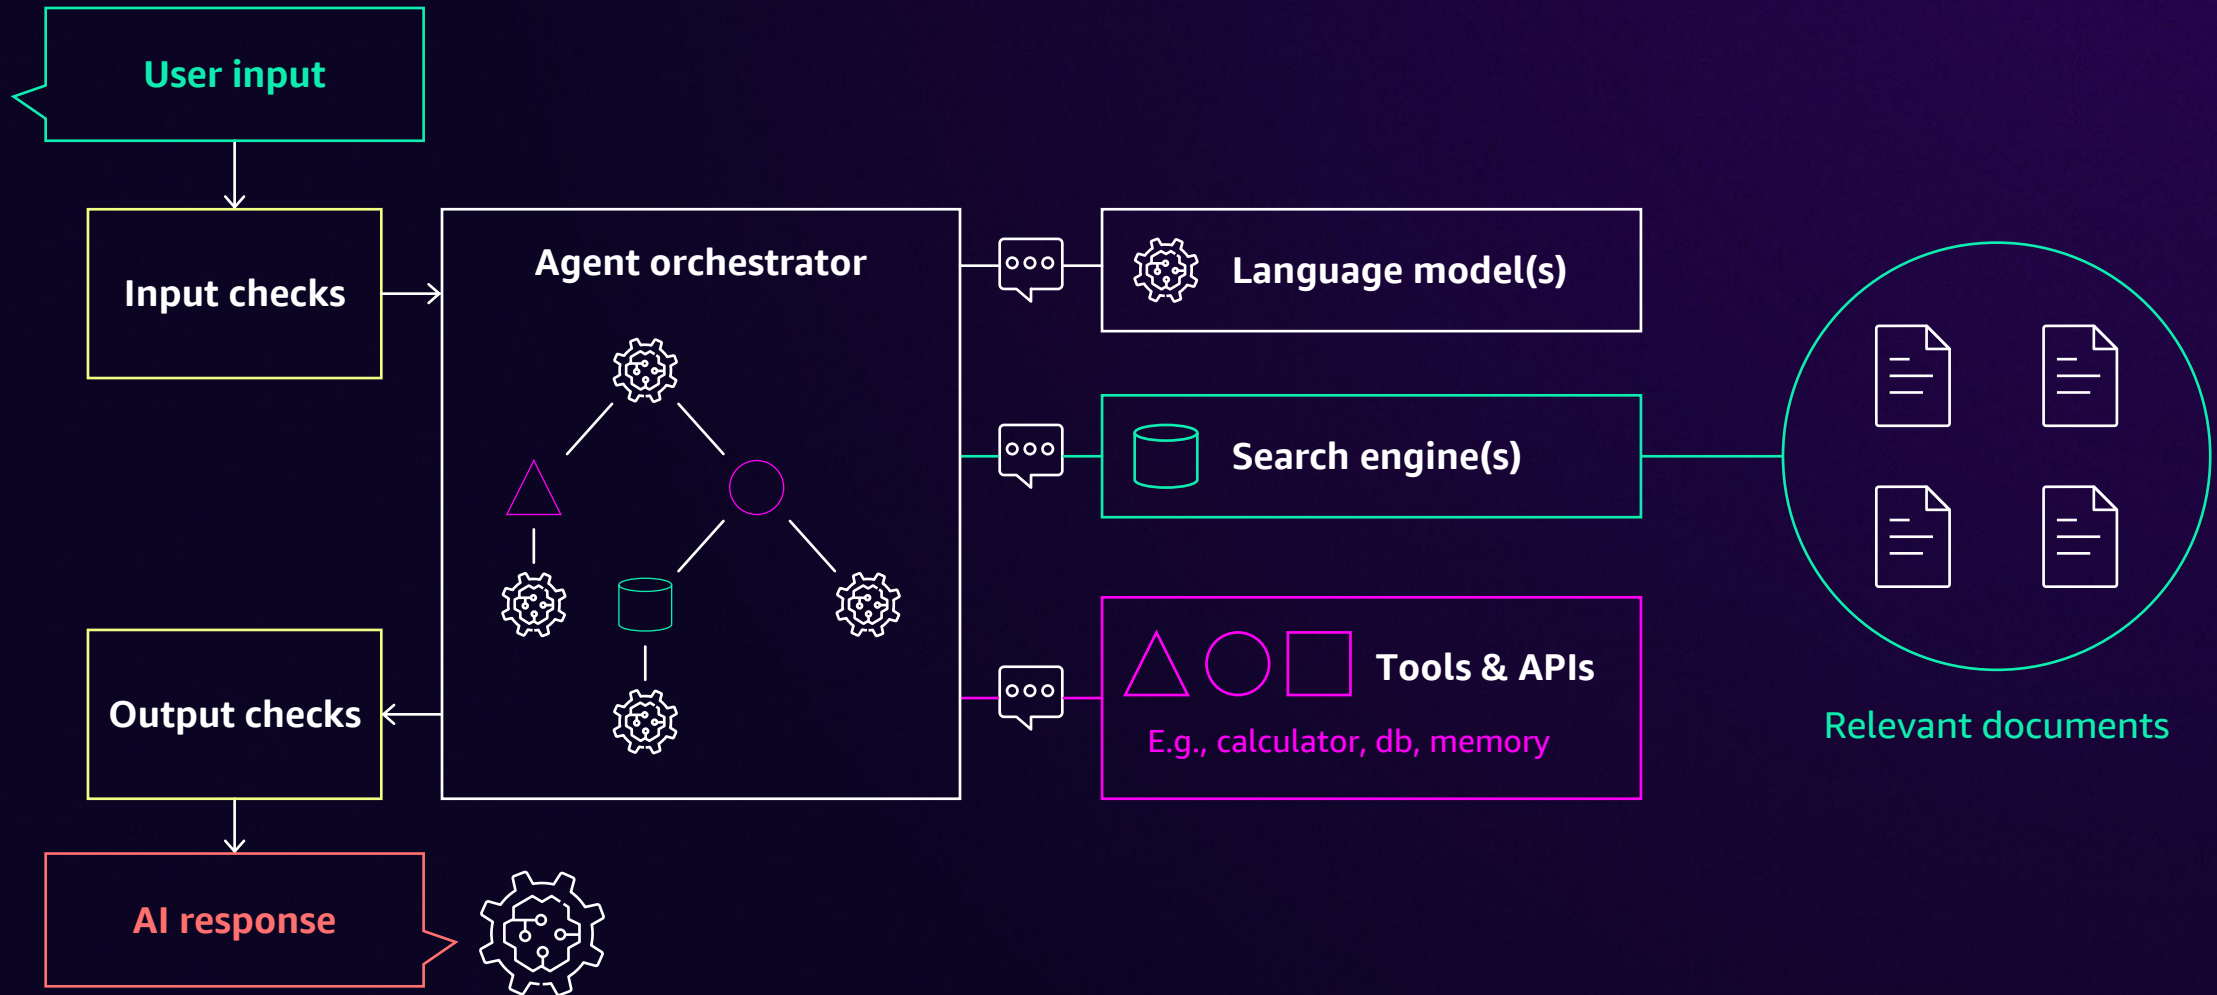 User input
Input checks
Agent orchestrator
Language model(s)
Search engine(s)
Tools & APIs
E.g., calculator, db, memory
Relevant documents
Output checks
AI response